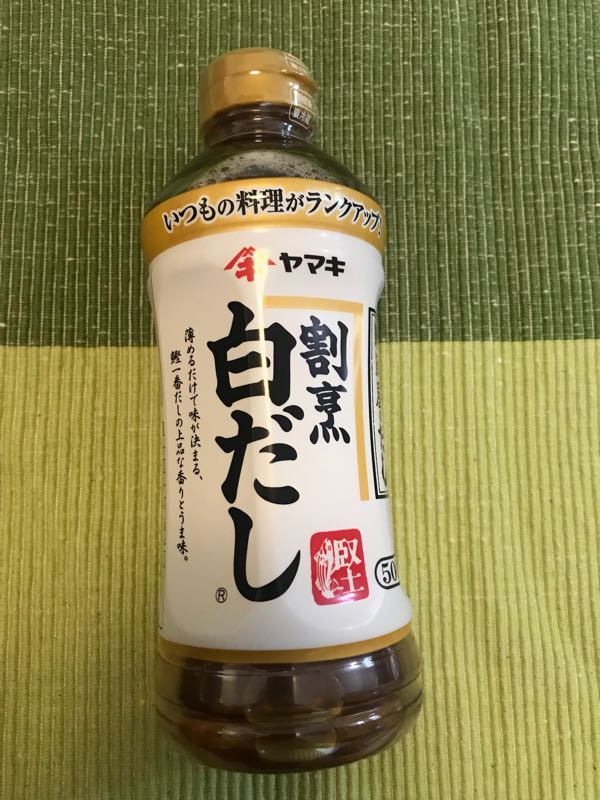 いつもの料理がランクアップ!
ヤマキ
割烹
白だし
®
薄めるだけで味が決まる、
鰹一番だしの上品な香りとうま味。
50